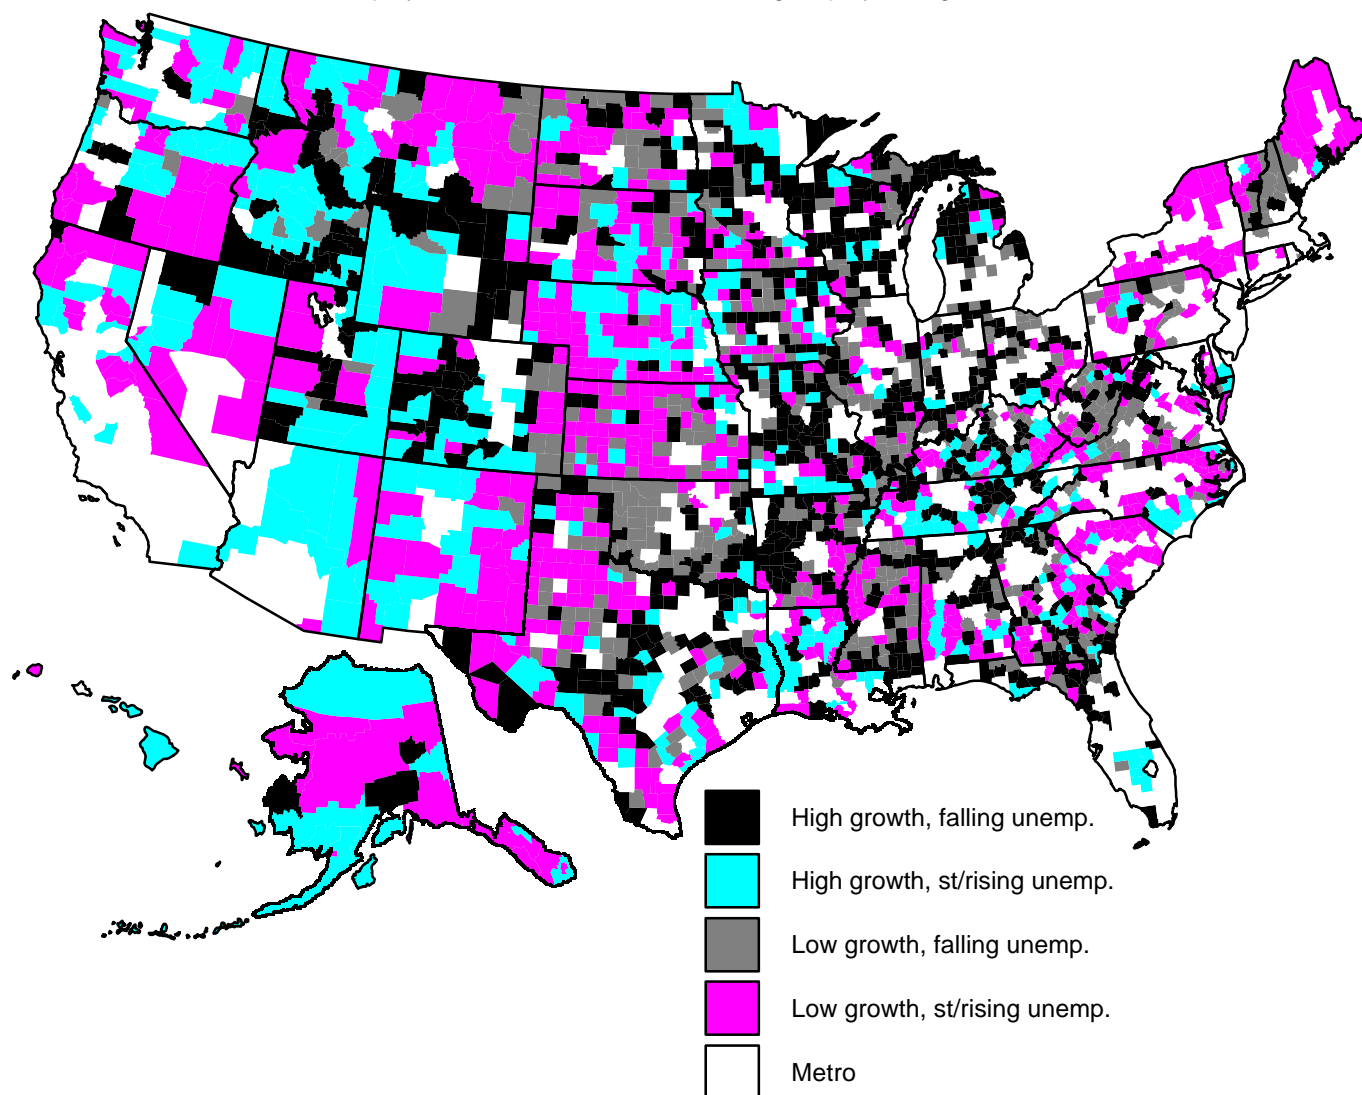 High growth, falling unemp.
High growth, st/rising unemp.
Low growth, falling unemp.
Low growth, st/rising unemp.
Metro